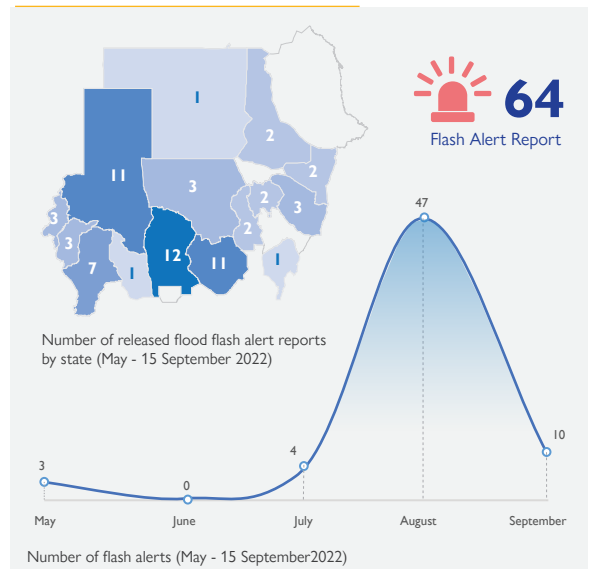 64
Flash Alert Report
1
2
2
11
3
2
3
3
2
3
12
11
1
7
1
Number of released flood flash alert reports
by state (May - 15 September 2022)
47
10
4
3
0
May
June
July
August
September
Number of flash alerts (May - 15 September2022)